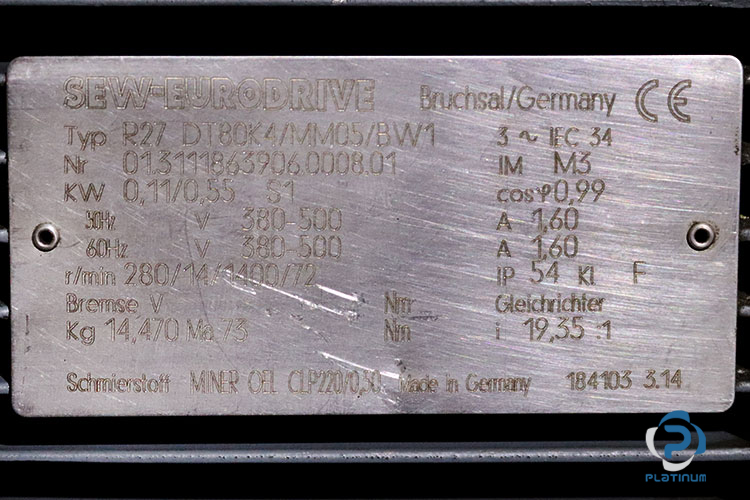 SEW-EURODRIVE Bruchsal/Germany CE
Typ R27 DT80K4/MM05/BW1 3 ~ IEC 34
Nr 01.3111863906.0008.01 IM M3
KW 0,11/0,55 S1 cosφ0,99
50Hz V 380-500 A 1,60
60Hz V 380-500 A 1,60
r/min 280/14/1400/72 IP 54 Kl F
Bremse V Nm Gleichrichter
Kg 14,470 Ma 73 Nm i 19,35 :1
Schmierstoff MINER OEL CLP220/0,30 Made in Germany 184103 3.14
PLATINUM